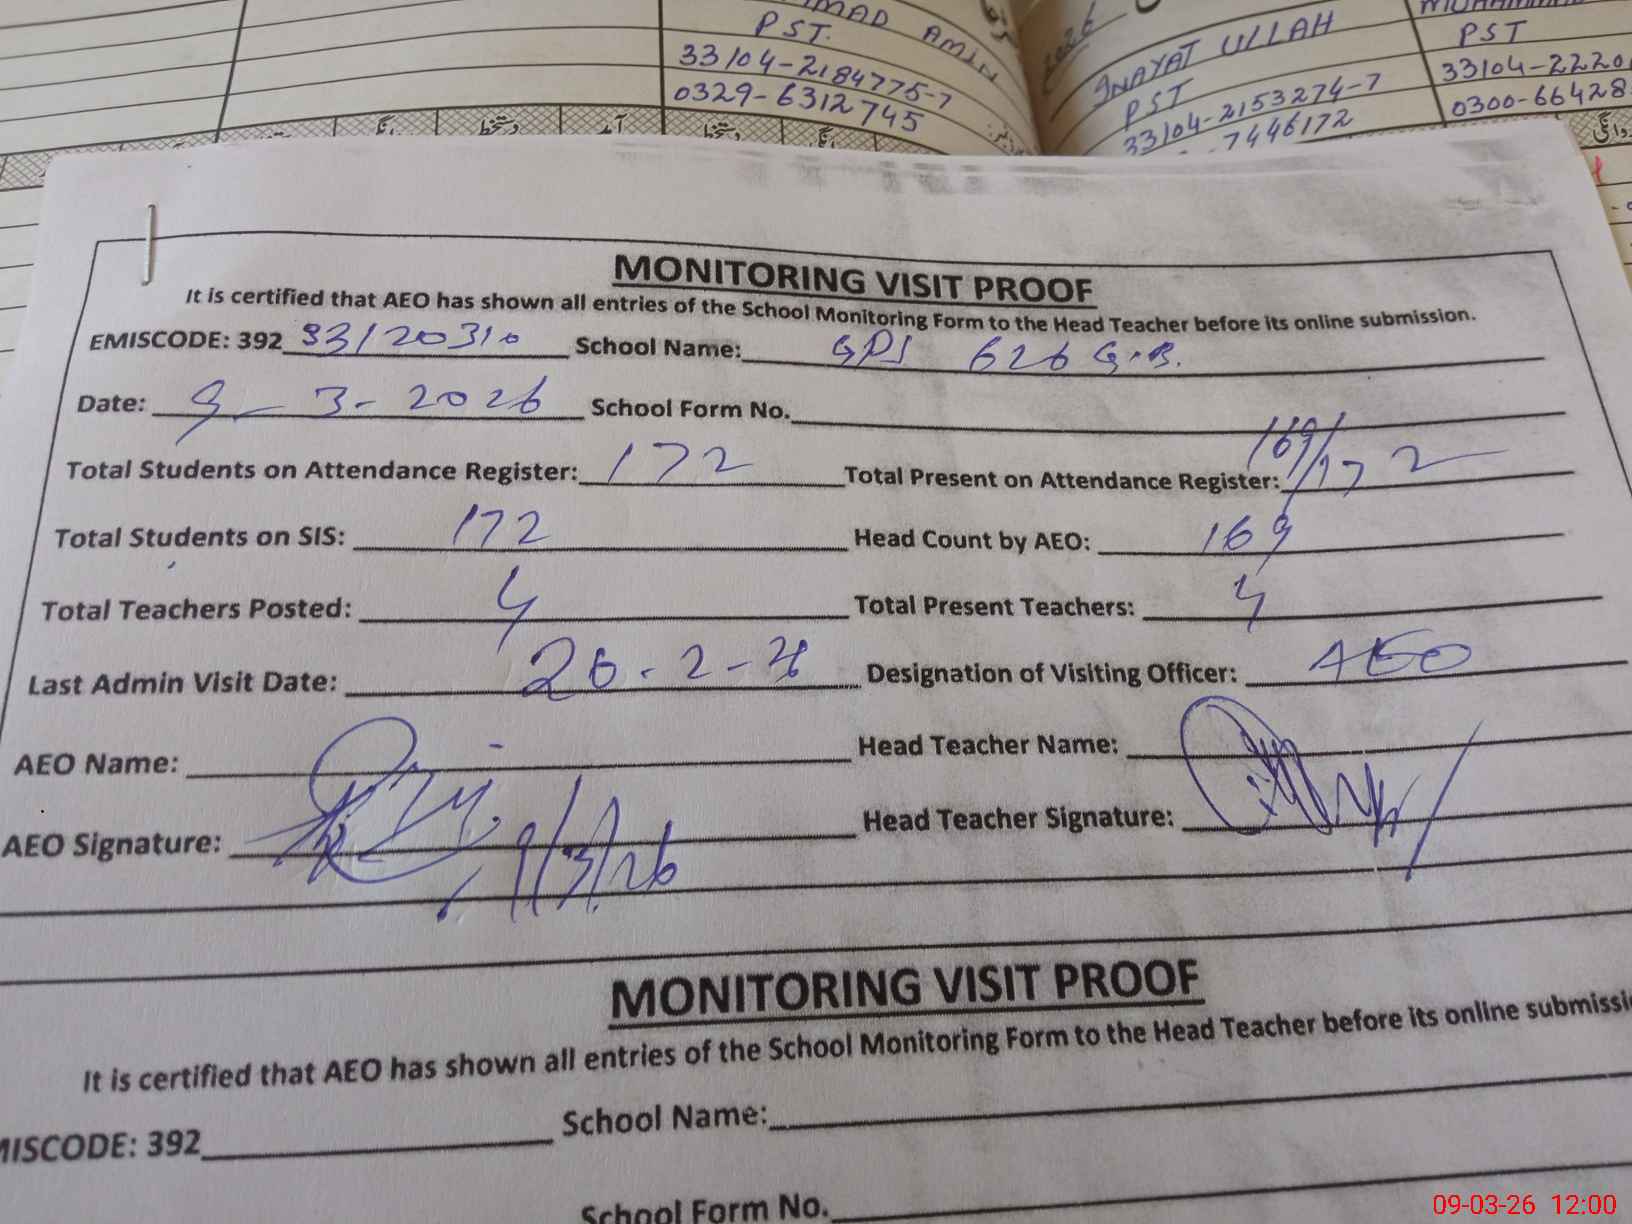 MAD AMIN
PST.
33104-2184775-7
0329-6312745
2026
INAYAT ULLAH
PST
33104-2153274-7
7446172
PST
33104-2220
0300-66428
دستخط
آمد
دستخط
MONITORING VISIT PROOF
It is certified that AEO has shown all entries of the School Monitoring Form to the Head Teacher before its online submission.
EMISCODE: 392 33120310 School Name: GPS 626 G.B.
Date: 9-3-2026 School Form No.
Total Students on Attendance Register: 172 Total Present on Attendance Register: 169/172
Total Students on SIS: 172 Head Count by AEO: 169
Total Teachers Posted: 4 Total Present Teachers: 4
Last Admin Visit Date: 26-2-26 Designation of Visiting Officer: AEO
AEO Name: Head Teacher Name:
AEO Signature: 9/3/26 Head Teacher Signature:
MONITORING VISIT PROOF
It is certified that AEO has shown all entries of the School Monitoring Form to the Head Teacher before its online submissi
MISCODE: 392 School Name:
School Form No.
09-03-26 12:00